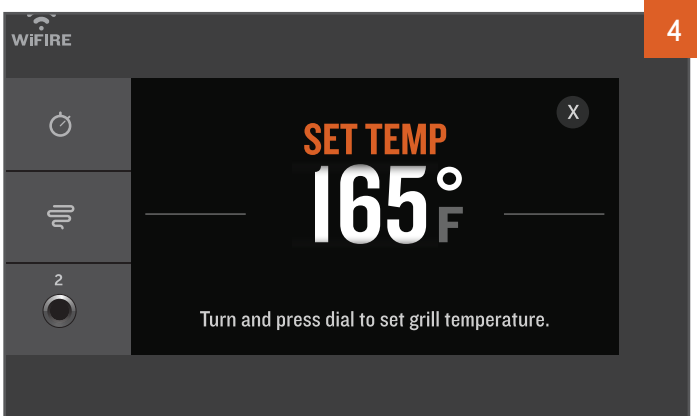 4
WiFIRE
X
SET TEMP
165°F
2
Turn and press dial to set grill temperature.